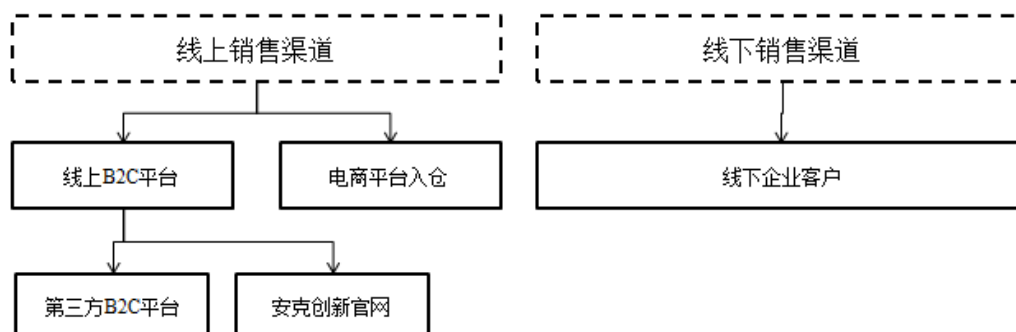 线上销售渠道
线下销售渠道
线上B2C平台
电商平台入仓
线下企业客户
第三方B2C平台
安克创新官网